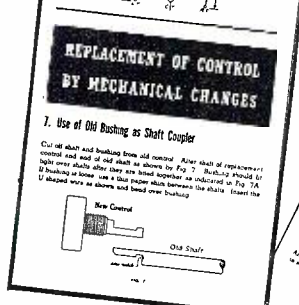 REPLACEMENT OF CONTROL
BY MECHANICAL CHANGES
7. Use of Old Bushing as Shaft Coupler
Cut off shaft and bushing from old control. Alter shaft of replacement
control and end of old shaft as shown by Fig. 7. Bushing should fit
tight over shafts after they are fitted together as indicated in Fig. 7A.
If bushing is loose use a thin paper shim between the shafts. Insert the
U shaped wire as shown and bend over bushing
New Control
Old Shaft